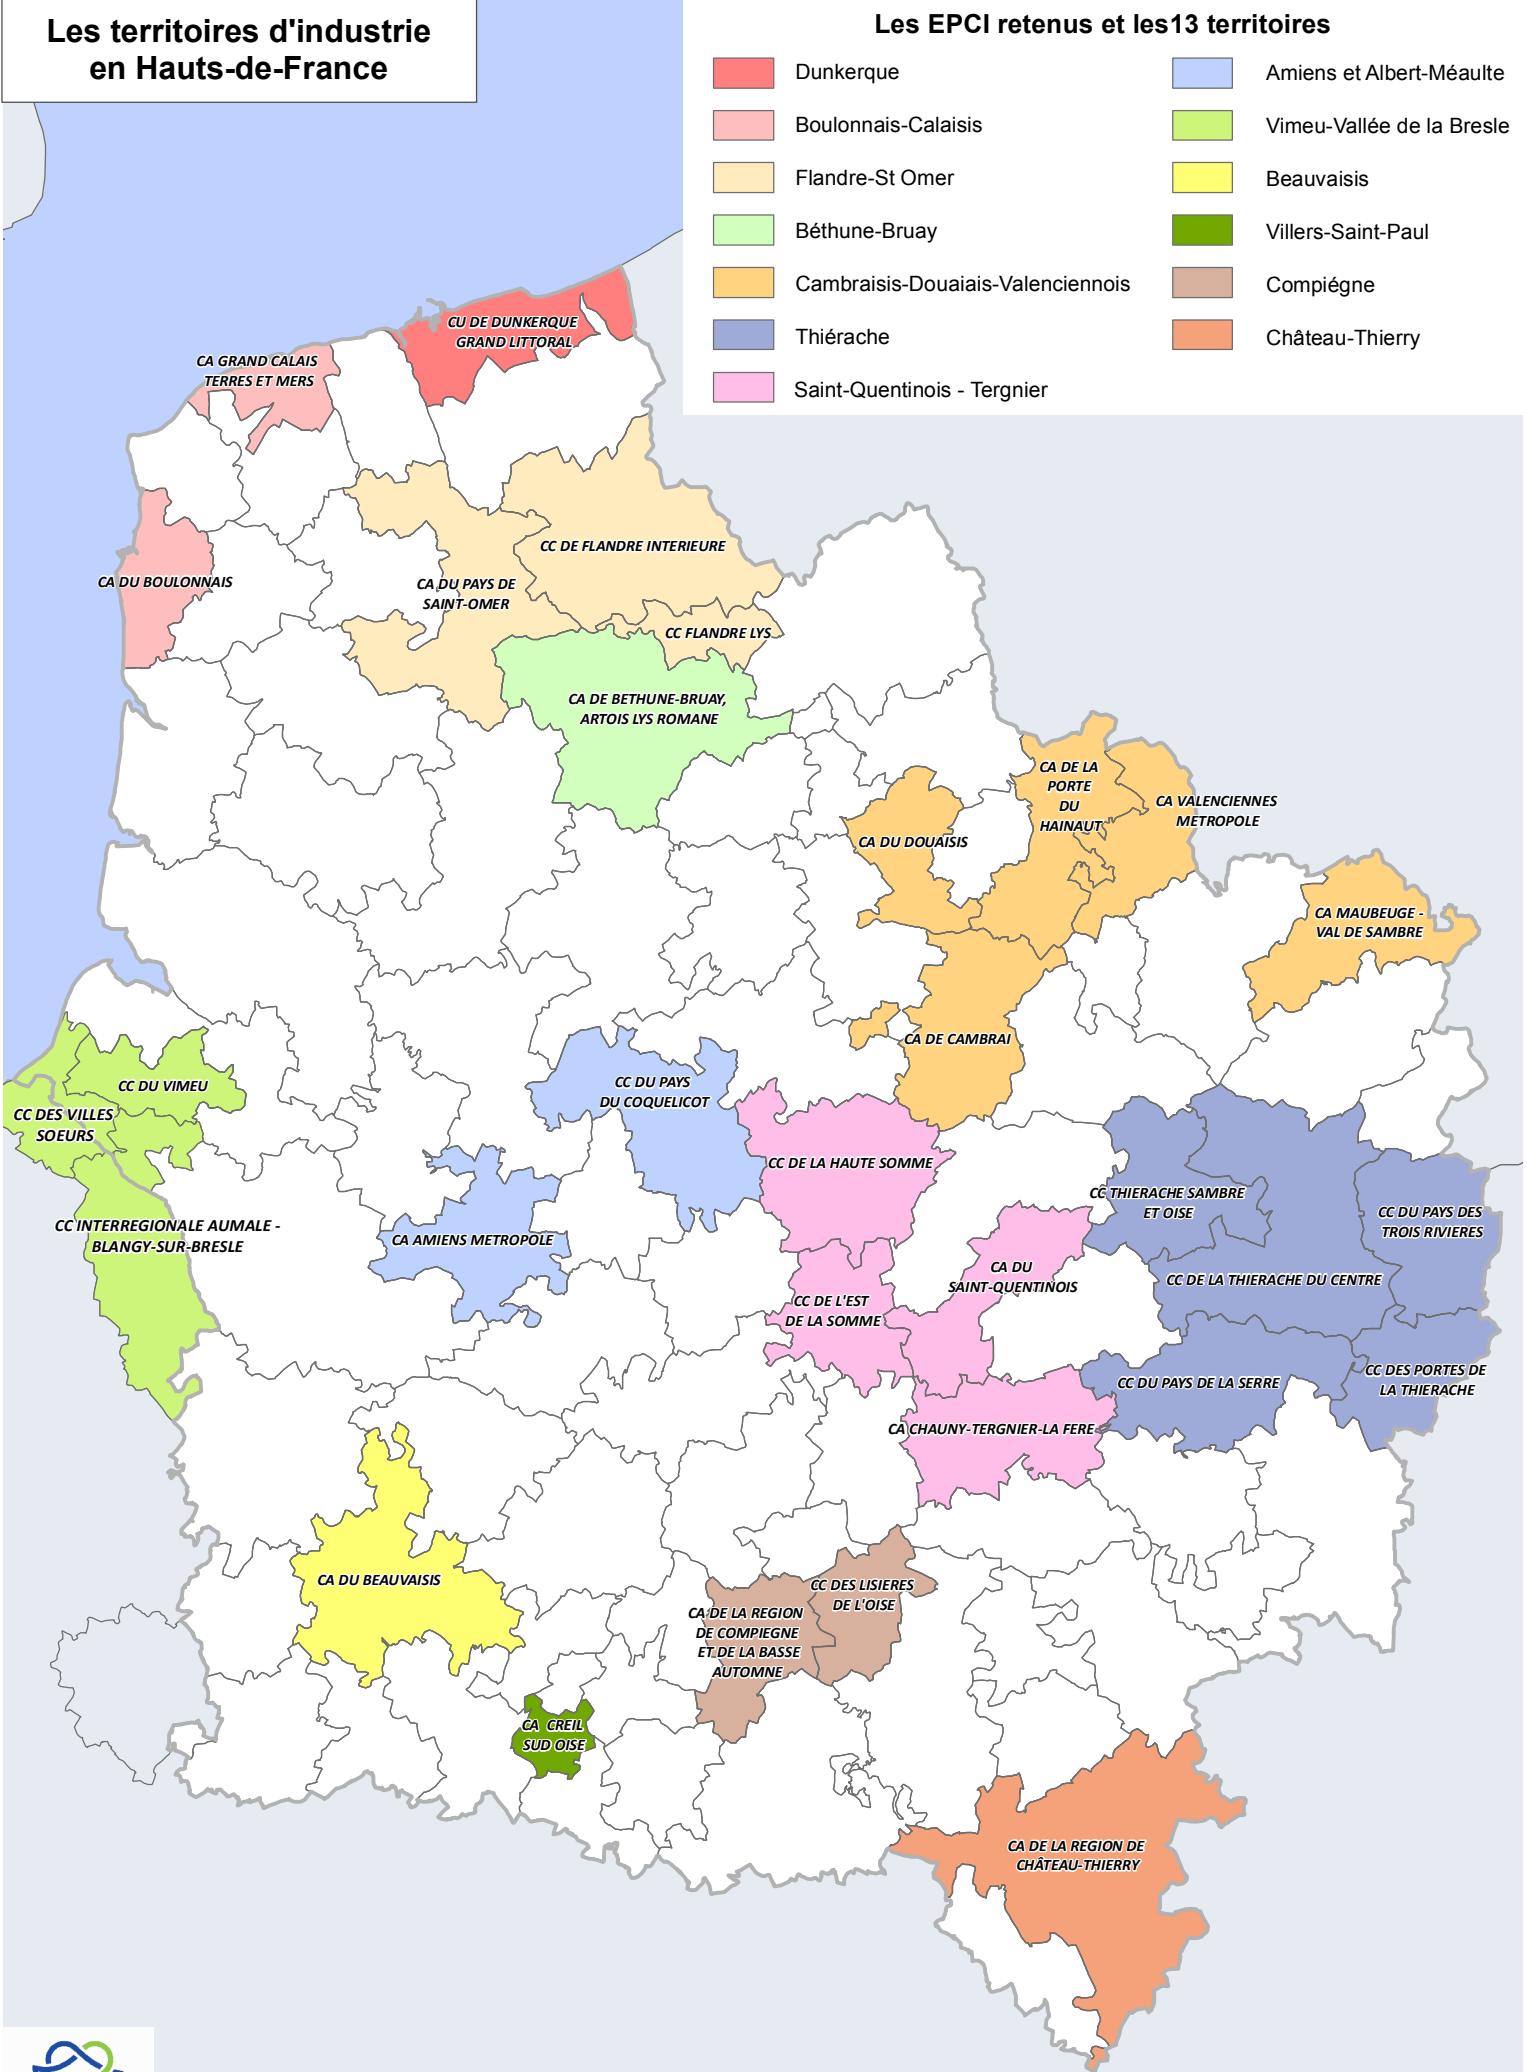 Les territoires d'industrie
en Hauts-de-France
Les EPCI retenus et les13 territoires
Dunkerque
Boulonnais-Calaisis
Flandre-St Omer
Béthune-Bruay
Cambraisis-Douaiais-Valenciennois
Thiérache
Saint-Quentinois - Tergnier
Amiens et Albert-Méaulte
Vimeu-Vallée de la Bresle
Beauvaisis
Villers-Saint-Paul
Compiégne
Château-Thierry
CU DE DUNKERQUE
GRAND LITTORAL
CA GRAND CALAIS
TERRES ET MERS
CC DE FLANDRE INTERIEURE
CA DU BOULONNAIS
CA DU PAYS DE
SAINT-OMER
CC FLANDRE LYS
CA DE BETHUNE-BRUAY,
ARTOIS LYS ROMANE
CA DE LA
PORTE
DU
HAINAUT
CA VALENCIENNES
METROPOLE
CA DU DOUAISIS
CA MAUBEUGE -
VAL DE SAMBRE
CA DE CAMBRAI
CC DU VIMEU
CC DES VILLES
SOEURS
CC DU PAYS
DU COQUELICOT
CC DE LA HAUTE SOMME
CC THIERACHE SAMBRE
ET OISE
CC DU PAYS DES
TROIS RIVIERES
CC INTERREGIONALE AUMALE -
BLANGY-SUR-BRESLE
CA AMIENS METROPOLE
CA DU
SAINT-QUENTINOIS
CC DE LA THIERACHE DU CENTRE
CC DE L'EST
DE LA SOMME
CC DU PAYS DE LA SERRE
CC DES PORTES DE
LA THIERACHE
CA CHAUNY-TERGNIER-LA FERE
CA DU BEAUVAISIS
CC DES LISIERES
DE L'OISE
CA DE LA REGION
DE COMPIEGNE
ET DE LA BASSE
AUTOMNE
CA CREIL
SUD OISE
CA DE LA REGION DE
CHÂTEAU-THIERRY